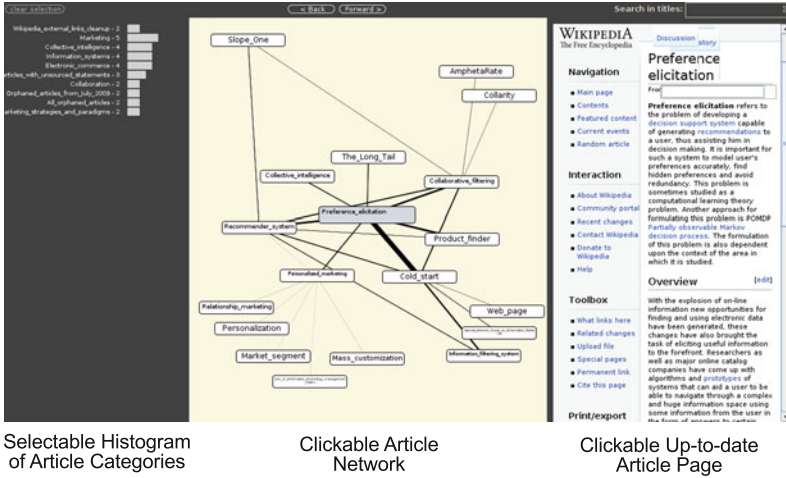 clear selection
< Back
Forward >
Search in titles:
Wikipedia_external_links_cleanup - 2
Marketing - 5
Collective_intelligence - 4
Information_systems - 4
Electronic_commerce - 4
rticles_with_unsourced_statements - 3
Collaboration - 2
Orphaned_articles_from_July_2009 - 2
All_orphaned_articles - 2
arketing_strategies_and_paradigms - 2
Slope_One
AmphetaRate
Collarity
The_Long_Tail
Collective_intelligence
Collaborative_filtering
Preference_elicitation
Recommender_system
Product_finder
Personalized_marketing
Cold_start
Relationship_marketing
Web_page
Personalization
Market_segment
Mass_customization
Information_filtering_system
WIKIPEDIA
The Free Encyclopedia
Navigation
Main page
Contents
Featured content
Current events
Random article
Interaction
About Wikipedia
Community portal
Recent changes
Contact Wikipedia
Donate to
Wikipedia
Help
Toolbox
What links here
Related changes
Upload file
Special pages
Permanent link
Cite this page
Print/export
Discussion
story
Preference
elicitation
From
Preference elicitation refers to
the problem of developing a
decision support system capable
of generating recommendations to
a user, thus assisting him in
decision making. It is important for
such a system to model user's
preferences accurately, find
hidden preferences and avoid
redundancy. This problem is
sometimes studied as a
computational learning theory
problem. Another approach for
formulating this problem is POMDP
Partially observable Markov
decision process. The formulation
of this problem is also dependent
upon the context of the area in
which it is studied.
Overview
[edit]
With the explosion of on-line
information new opportunities for
finding and using electronic data
have been generated, these
changes have also brought the
task of eliciting useful information
to the forefront. Researchers as
well as major online catalog
companies have come up with
algorithms and prototypes of
systems that can aid a user to be
able to navigate through a complex
and huge information space using
some information from the user in
the form of answers to certain
Selectable Histogram
of Article Categories
Clickable Article
Network
Clickable Up-to-date
Article Page